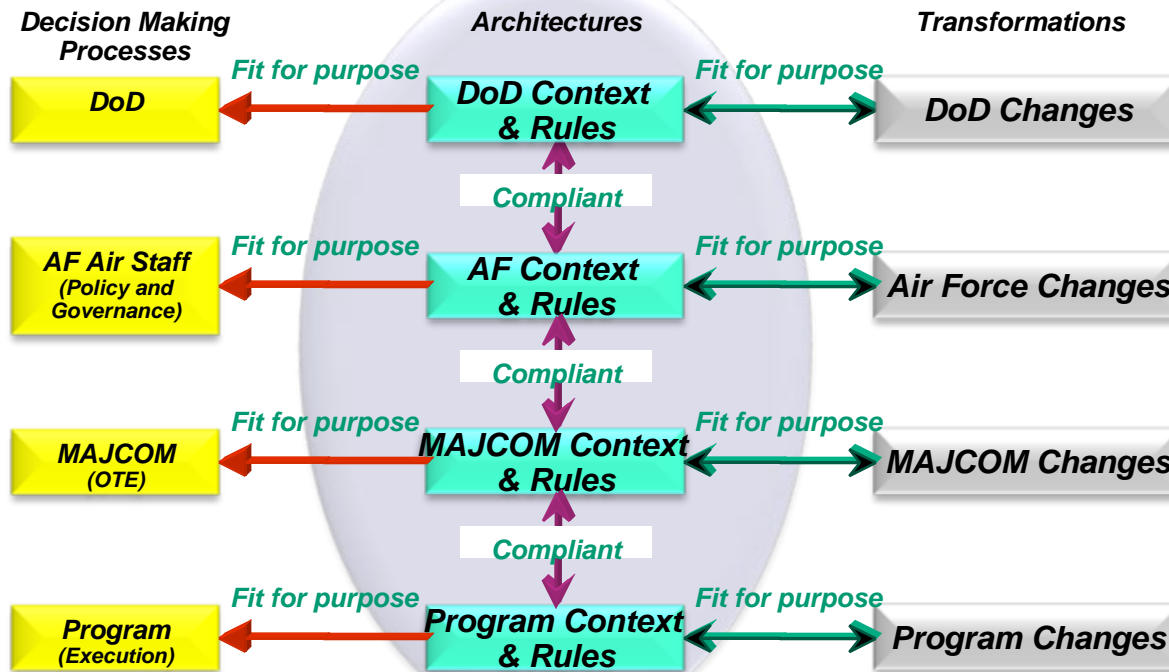 Decision Making
Processes
Architectures
Transformations
Fit for purpose
Fit for purpose
DoD
DoD Context
& Rules
DoD Changes
Compliant
Fit for purpose
Fit for purpose
AF Air Staff
(Policy and
Governance)
AF Context
& Rules
Air Force Changes
Compliant
Fit for purpose
Fit for purpose
MAJCOM
(OTE)
MAJCOM Context
& Rules
MAJCOM Changes
Compliant
Fit for purpose
Fit for purpose
Program
(Execution)
Program Context
& Rules
Program Changes